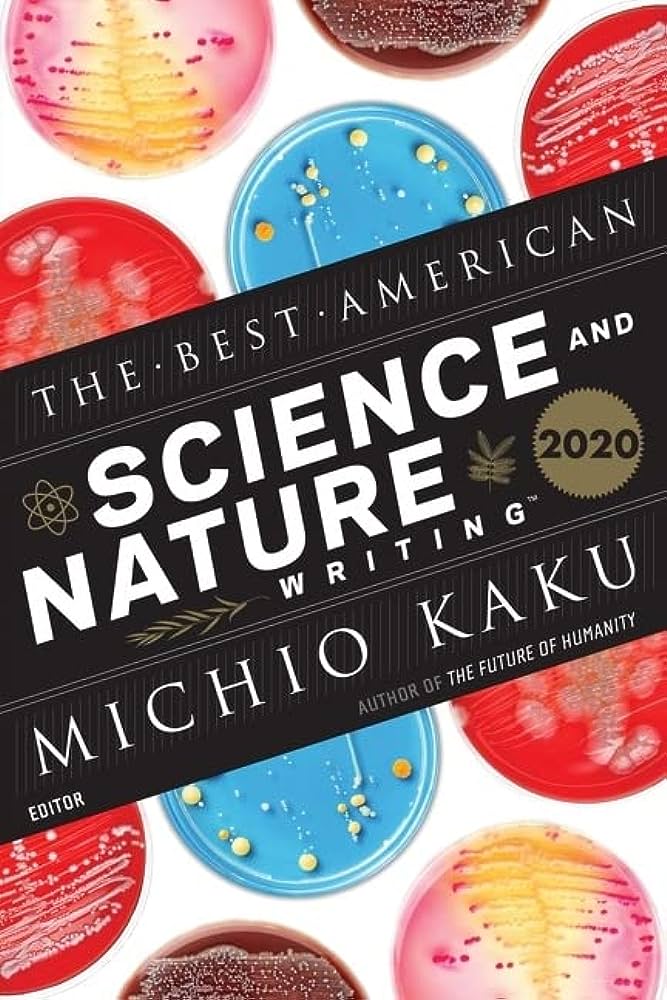 THE·BEST·AMERICAN
SCIENCE AND
NATURE
WRITING™
2020
MICHIO KAKU
AUTHOR OF THE FUTURE OF HUMANITY
EDITOR